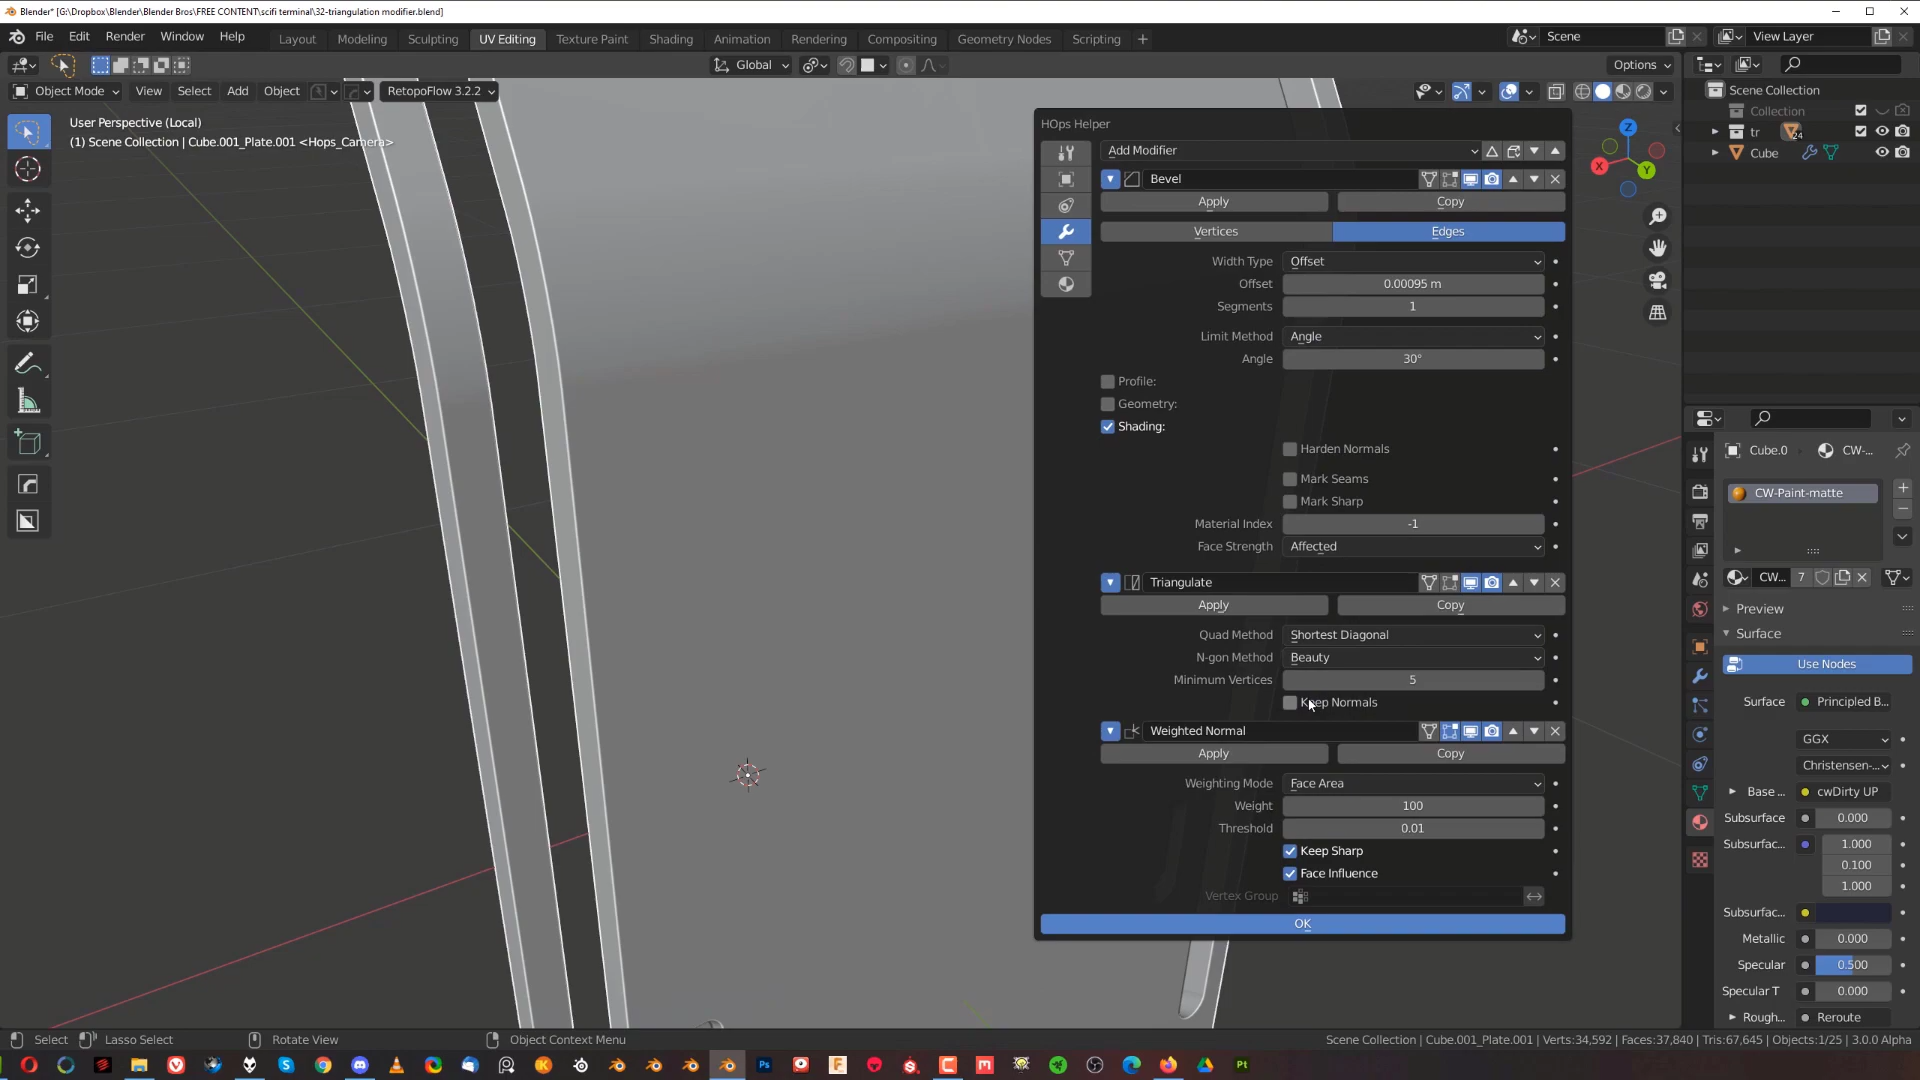 Blender* [G:\Dropbox\Blender\Blender Bros\FREE CONTENT\scifi terminal\32-triangulation modifier.blend]
File Edit Render Window Help Layout Modeling Sculpting UV Editing Texture Paint Shading Animation Rendering Compositing Geometry Nodes Scripting + Scene View Layer
Global Options
Object Mode View Select Add Object RetopoFlow 3.2.2
User Perspective (Local)
(1) Scene Collection | Cube.001_Plate.001 <Hops_Camera>
HOps Helper
Add Modifier
Bevel
Apply Copy
Vertices Edges
Width Type Offset
Offset 0.00095 m
Segments 1
Limit Method Angle
Angle 30°
Profile:
Geometry:
Shading:
Harden Normals
Mark Seams
Mark Sharp
Material Index -1
Face Strength Affected
Triangulate
Apply Copy
Quad Method Shortest Diagonal
N-gon Method Beauty
Minimum Vertices 5
Keep Normals
Weighted Normal
Apply Copy
Weighting Mode Face Area
Weight 100
Threshold 0.01
Keep Sharp
Face Influence
Vertex Group
OK
Z
X
Y
Scene Collection
Collection
tr 24
Cube
Cube.0 CW-...
CW-Paint-matte
CW... 7
Preview
Surface
Use Nodes
Surface Principled B...
GGX
Christensen-...
Base ... cwDirty UP
Subsurface 0.000
Subsurfac... 1.000
0.100
1.000
Subsurfac...
Metallic 0.000
Specular 0.500
Specular T 0.000
Rough... Reroute
Select Lasso Select Rotate View Object Context Menu Scene Collection | Cube.001_Plate.001 | Verts:34,592 | Faces:37,840 | Tris:67,645 | Objects:1/25 | 3.0.0 Alpha